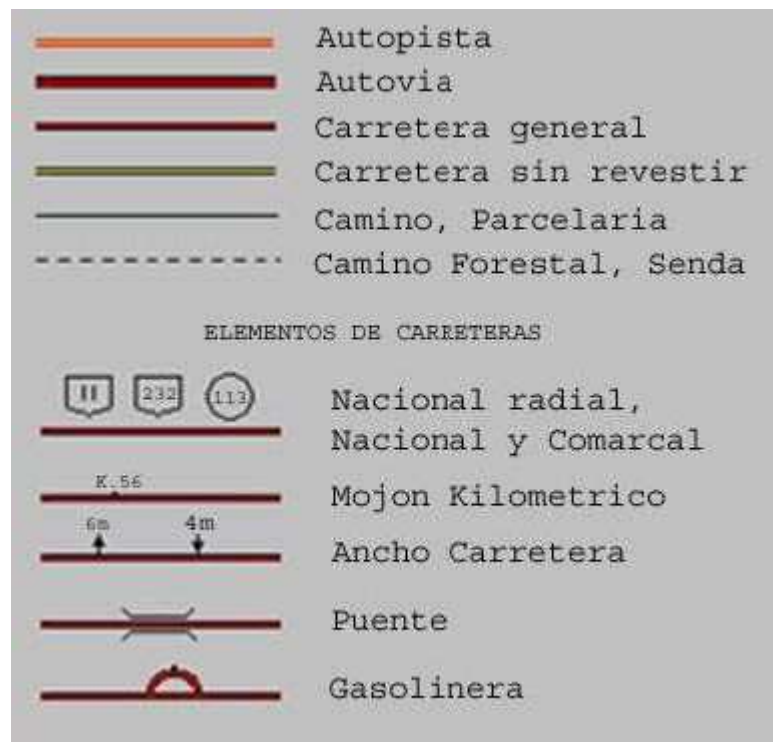 Autopista
Autovia
Carretera general
Carretera sin revestir
Camino, Parcelaria
Camino Forestal, Senda
ELEMENTOS DE CARRETERAS
II 232 113
Nacional radial,
Nacional y Comarcal
K.56
Mojon Kilometrico
6m 4m
Ancho Carretera
Puente
Gasolinera